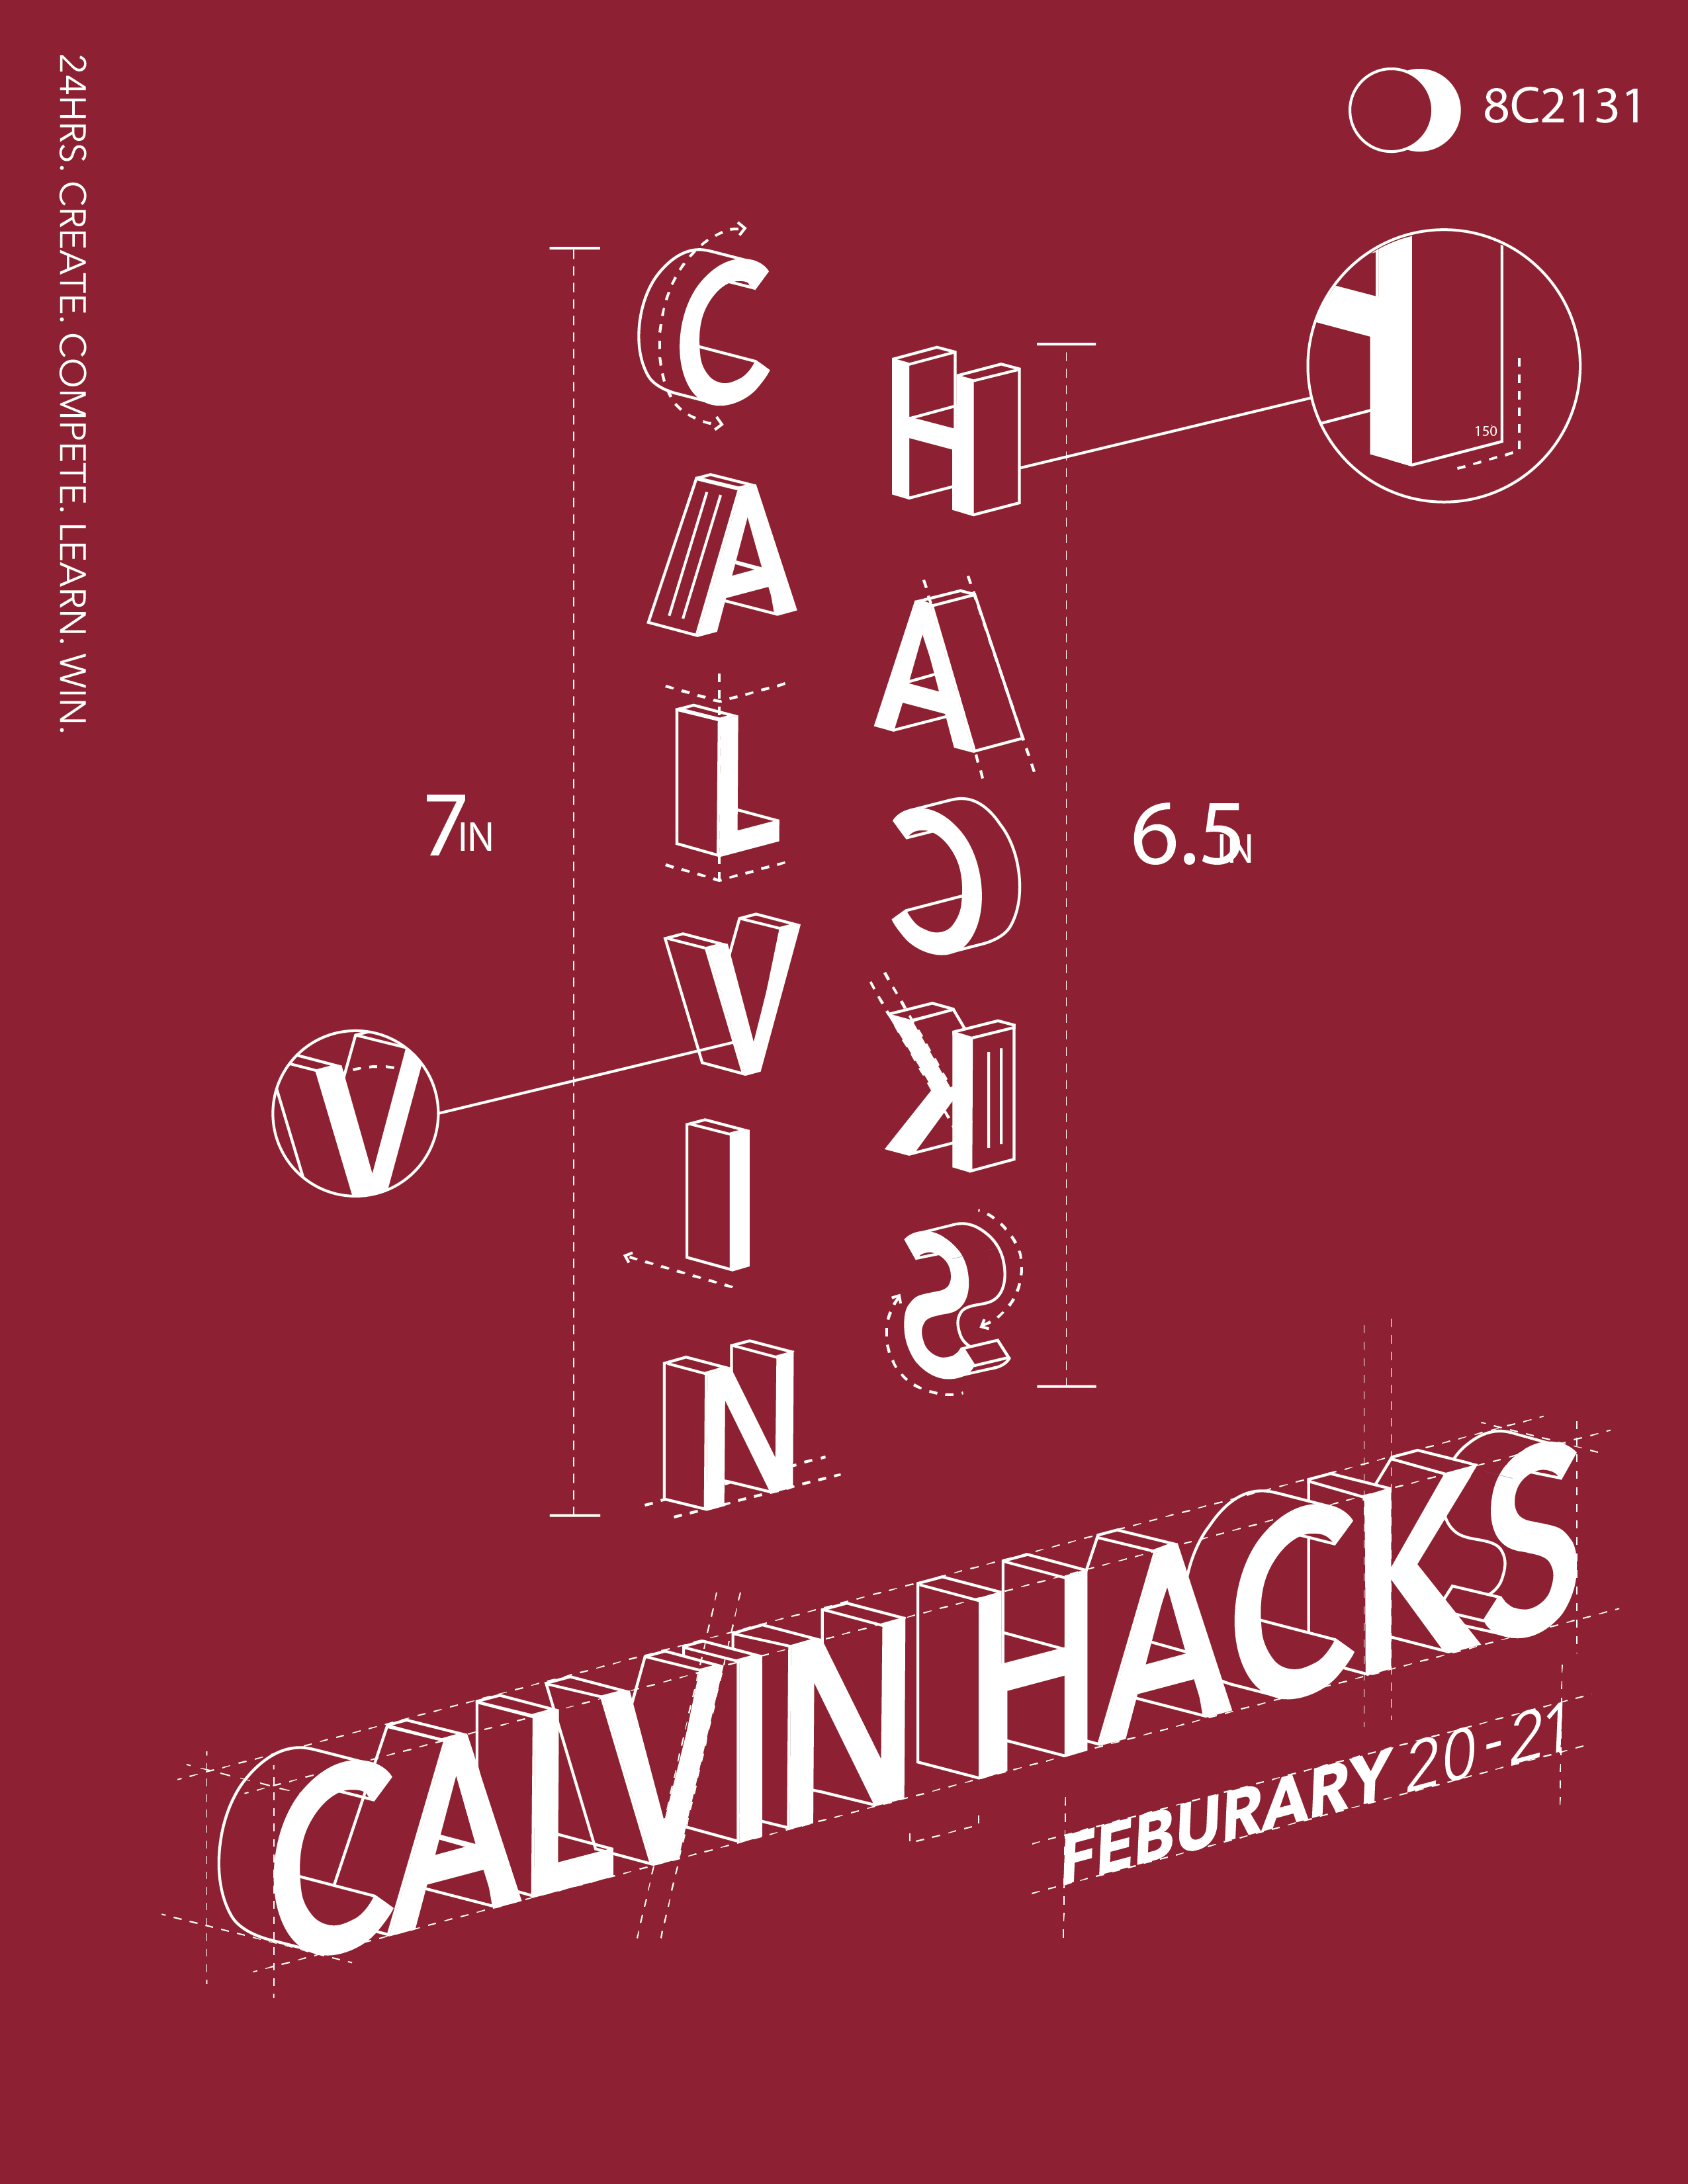 24HRS. CREATE. COMPETE. LEARN. WIN.
8C2131
CALVIN
HACKS
150
7IN
6.5IN
V
CALVIN HACKS
FEBURARY 20-21